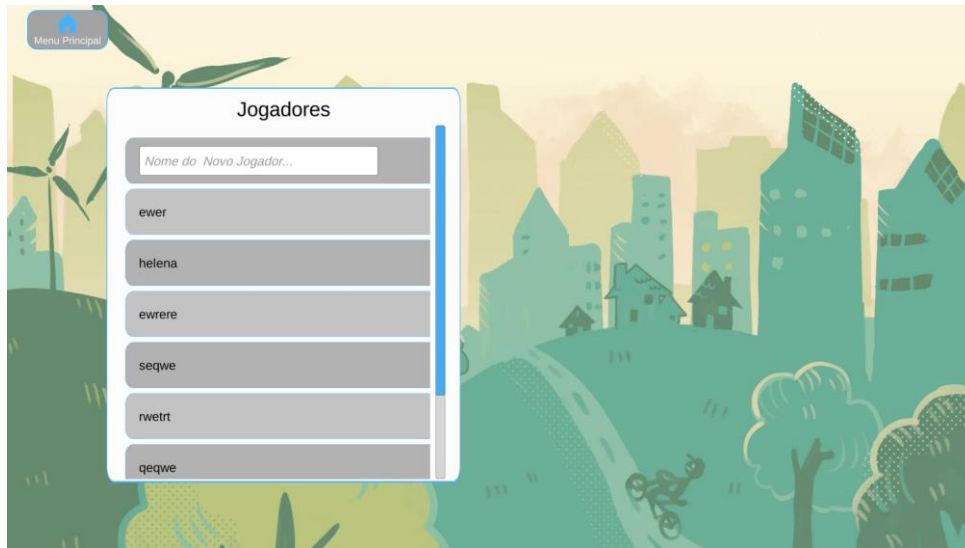 Menu Principal
Jogadores
Nome do Novo Jogador...
ewer
helena
ewrere
seqwe
rwetrt
qeqwe